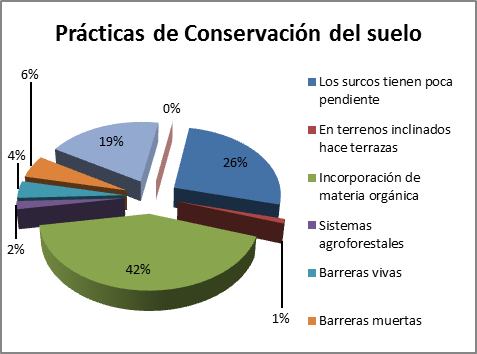 Prácticas de Conservación del suelo
6%
0%
19%
26%
4%
2%
42%
1%
Los surcos tienen poca
pendiente
En terrenos inclinados
hace terrazas
Incorporación de
materia orgánica
Sistemas
agroforestales
Barreras vivas
Barreras muertas